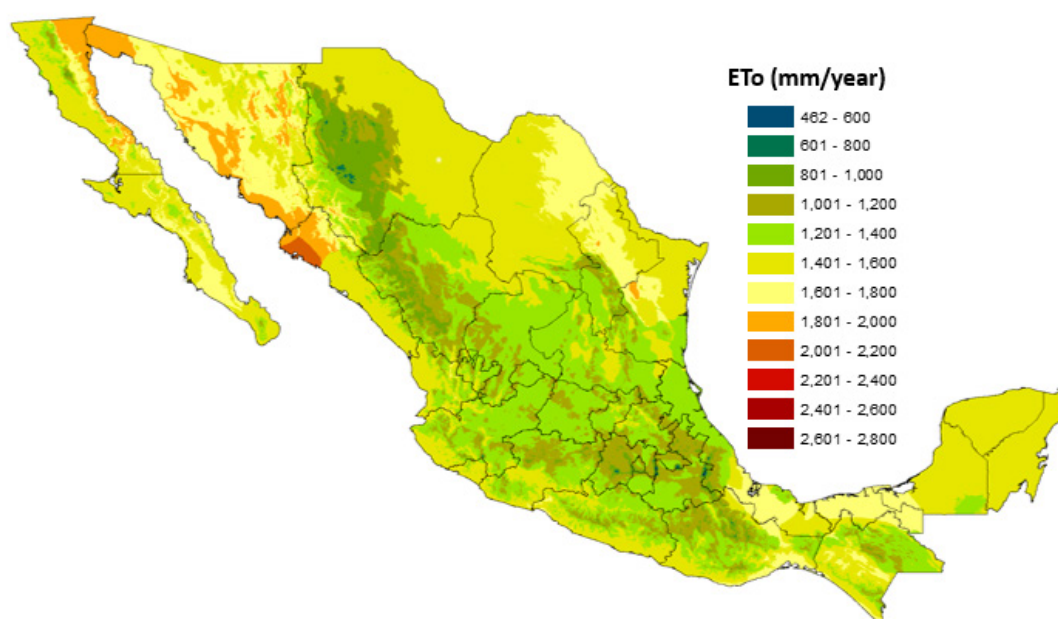 ETo (mm/year)
462 - 600
601 - 800
801 - 1,000
1,001 - 1,200
1,201 - 1,400
1,401 - 1,600
1,601 - 1,800
1,801 - 2,000
2,001 - 2,200
2,201 - 2,400
2,401 - 2,600
2,601 - 2,800